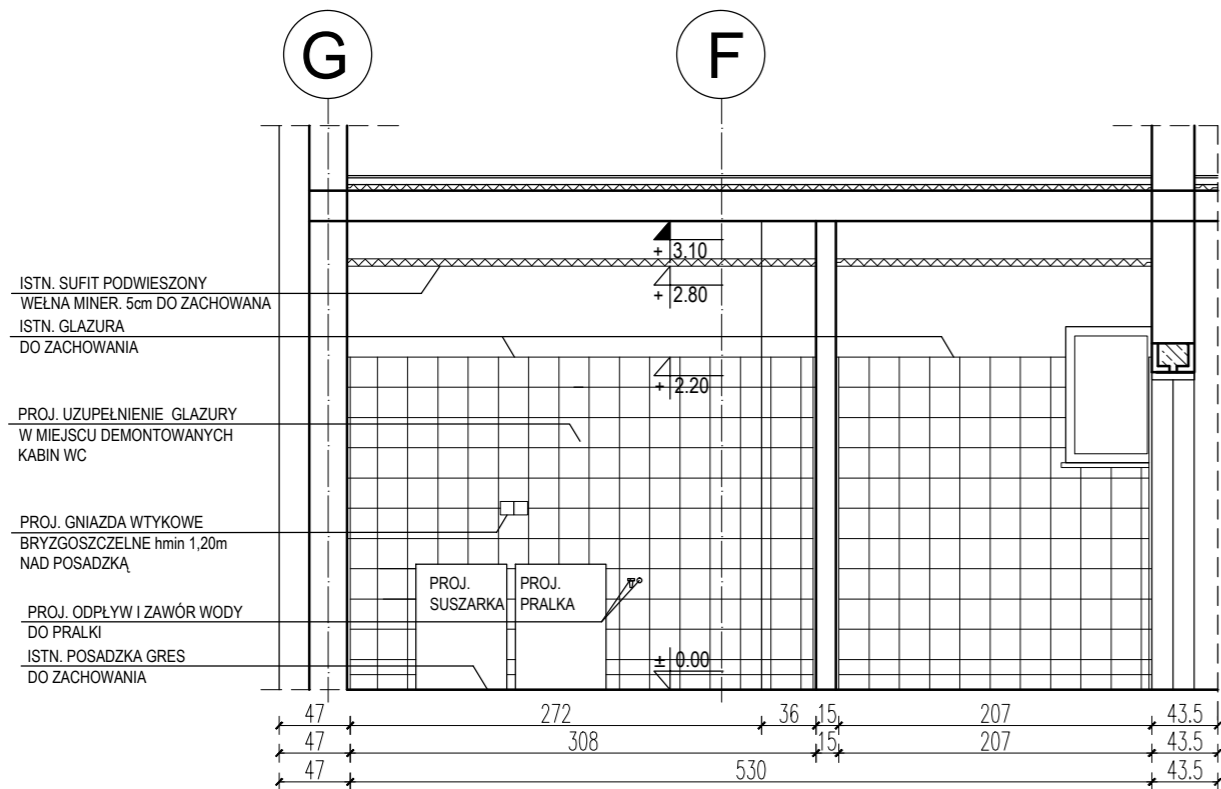 G
F
+ 3.10
ISTN. SUFIT PODWIESZONY
WEŁNA MINER. 5cm DO ZACHOWANA
+ 2.80
ISTN. GLAZURA
DO ZACHOWANIA
+ 2.20
PROJ. UZUPEŁNIENIE GLAZURY
W MIEJSCU DEMONTOWANYCH
KABIN WC
PROJ. GNIAZDA WTYKOWE
BRYZGOSZCZELNE hmin 1,20m
NAD POSADZKĄ
PROJ.
SUSZARKA
PROJ.
PRALKA
PROJ. ODPŁYW I ZAWÓR WODY
DO PRALKI
ISTN. POSADZKA GRES
DO ZACHOWANIA
± 0.00
47 272 36 15 207 43.5
47 308 15 207 43.5
47 530 43.5